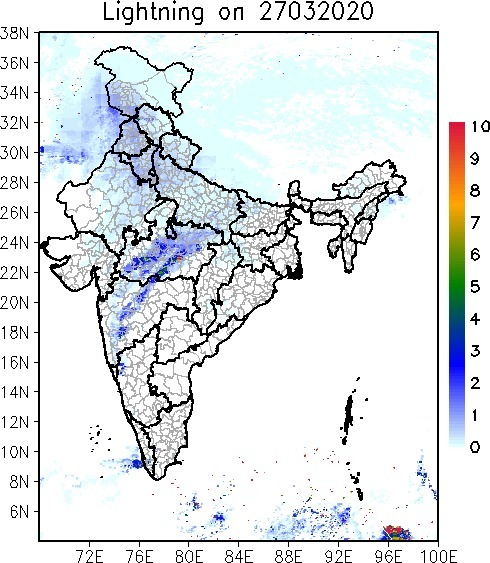 Lightning on 27032020
38N
36N
34N
32N
30N
28N
26N
24N
22N
20N
18N
16N
14N
12N
10N
8N
6N
72E 76E 80E 84E 88E 92E 96E 100E
10
9
8
7
6
5
4
3
2
1
0